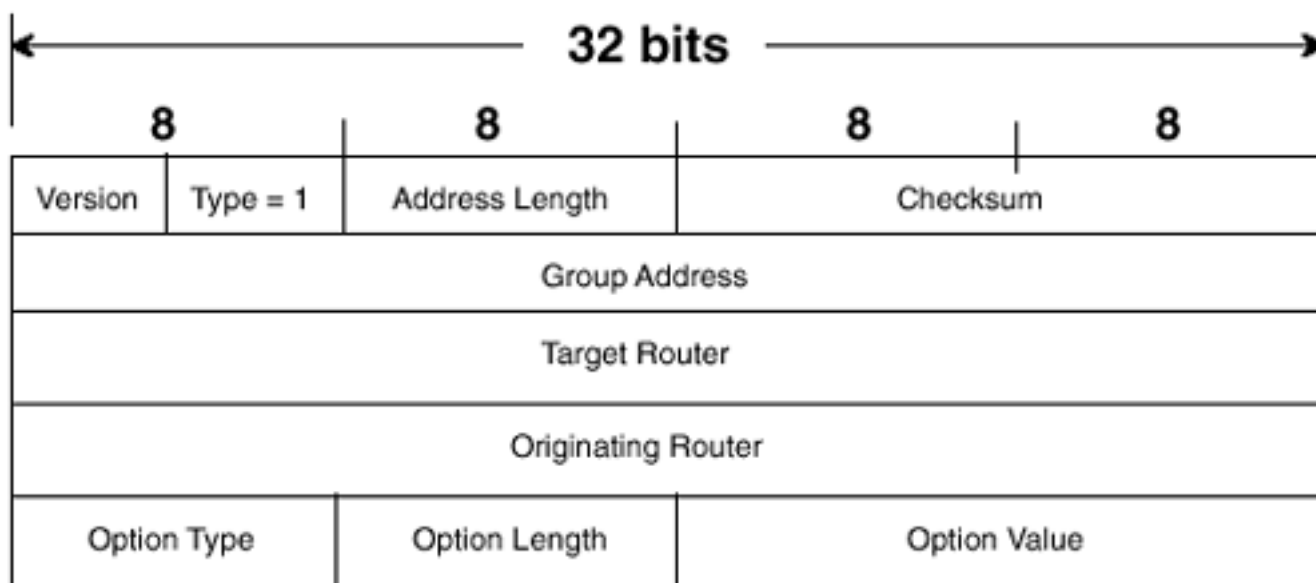 32 bits
8 8 8 8
Version Type = 1 Address Length Checksum
Group Address
Target Router
Originating Router
Option Type Option Length Option Value